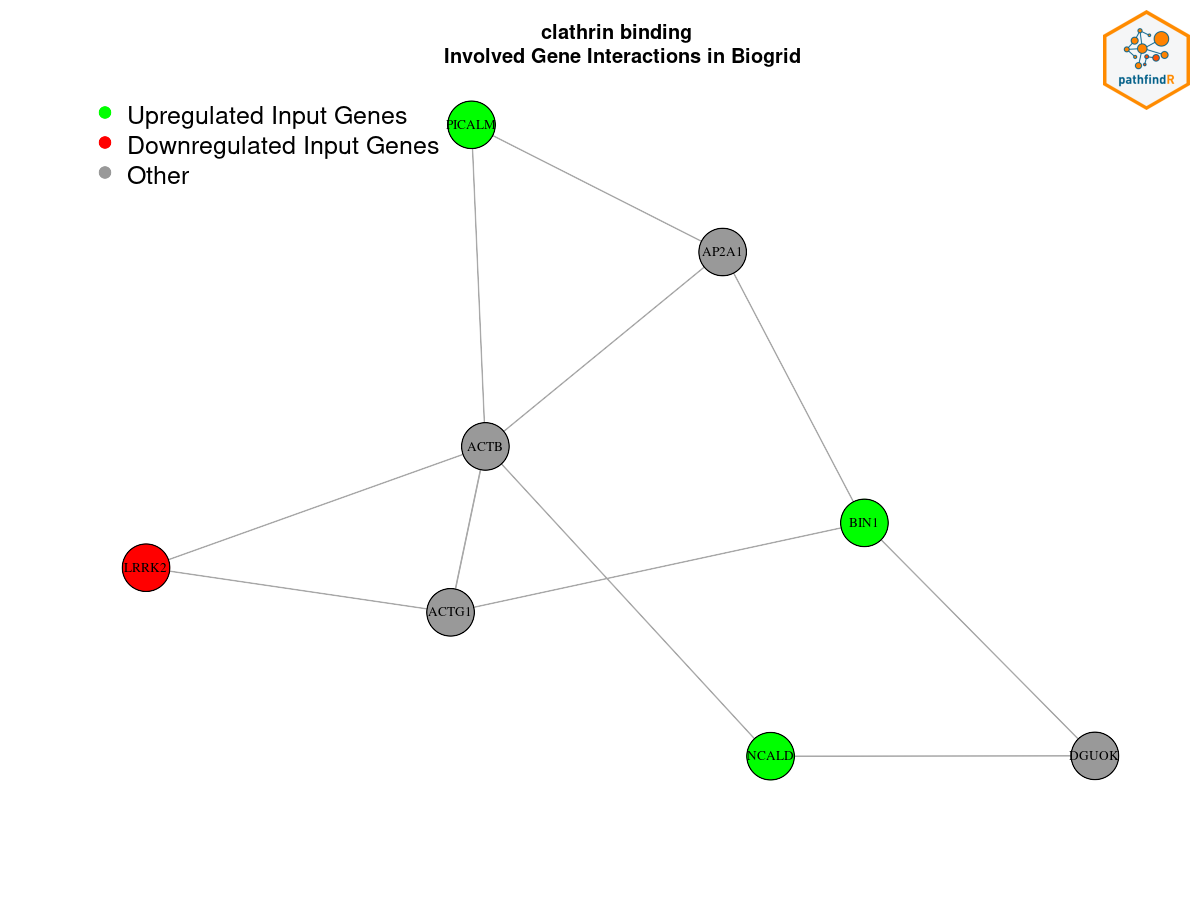 clathrin binding
Involved Gene Interactions in Biogrid
pathfindR
Upregulated Input Genes
Downregulated Input Genes
Other
PICALM
AP2A1
ACTB
BIN1
LRRK2
ACTG1
NCALD
DGUOK